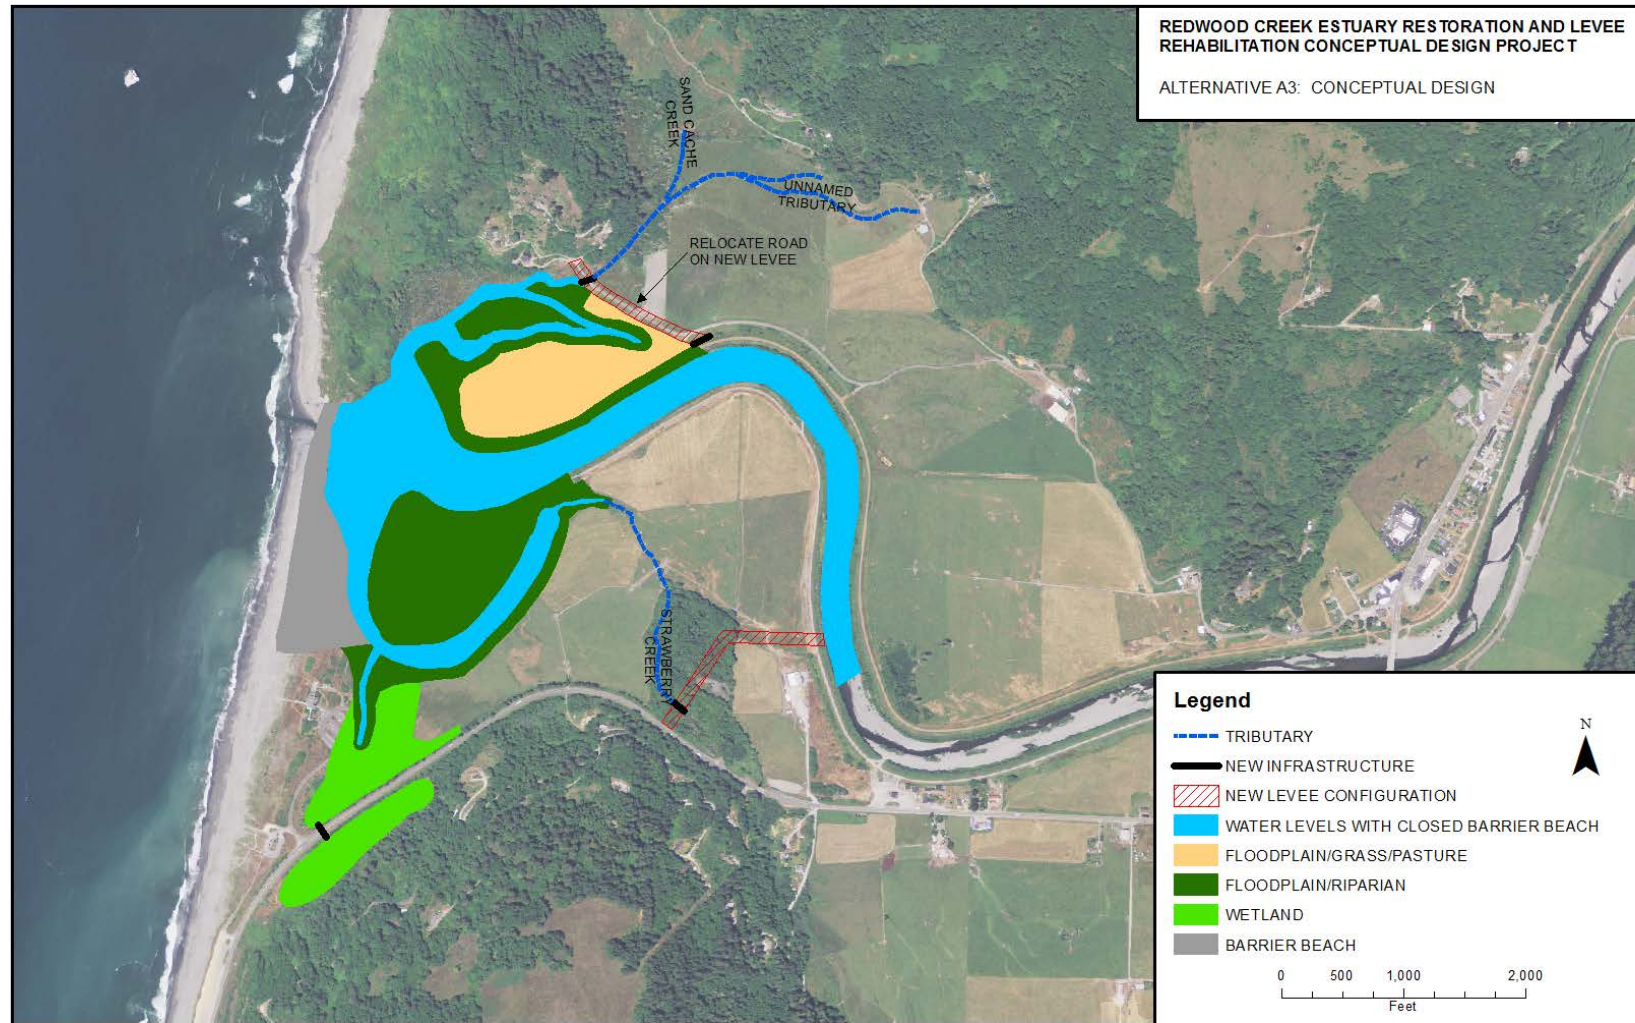 REDWOOD CREEK ESTUARY RESTORATION AND LEVEE
REHABILITATION CONCEPTUAL DESIGN PROJECT
ALTERNATIVE A3: CONCEPTUAL DESIGN
SAND CACHE
CREEK
UNNAMED
TRIBUTARY
RELOCATE ROAD
ON NEW LEVEE
STRAWBERRY
CREEK
Legend
TRIBUTARY
NEW INFRASTRUCTURE
NEW LEVEE CONFIGURATION
WATER LEVELS WITH CLOSED BARRIER BEACH
FLOODPLAIN/GRASS/PASTURE
FLOODPLAIN/RIPARIAN
WETLAND
BARRIER BEACH
N
0 500 1,000 2,000
Feet